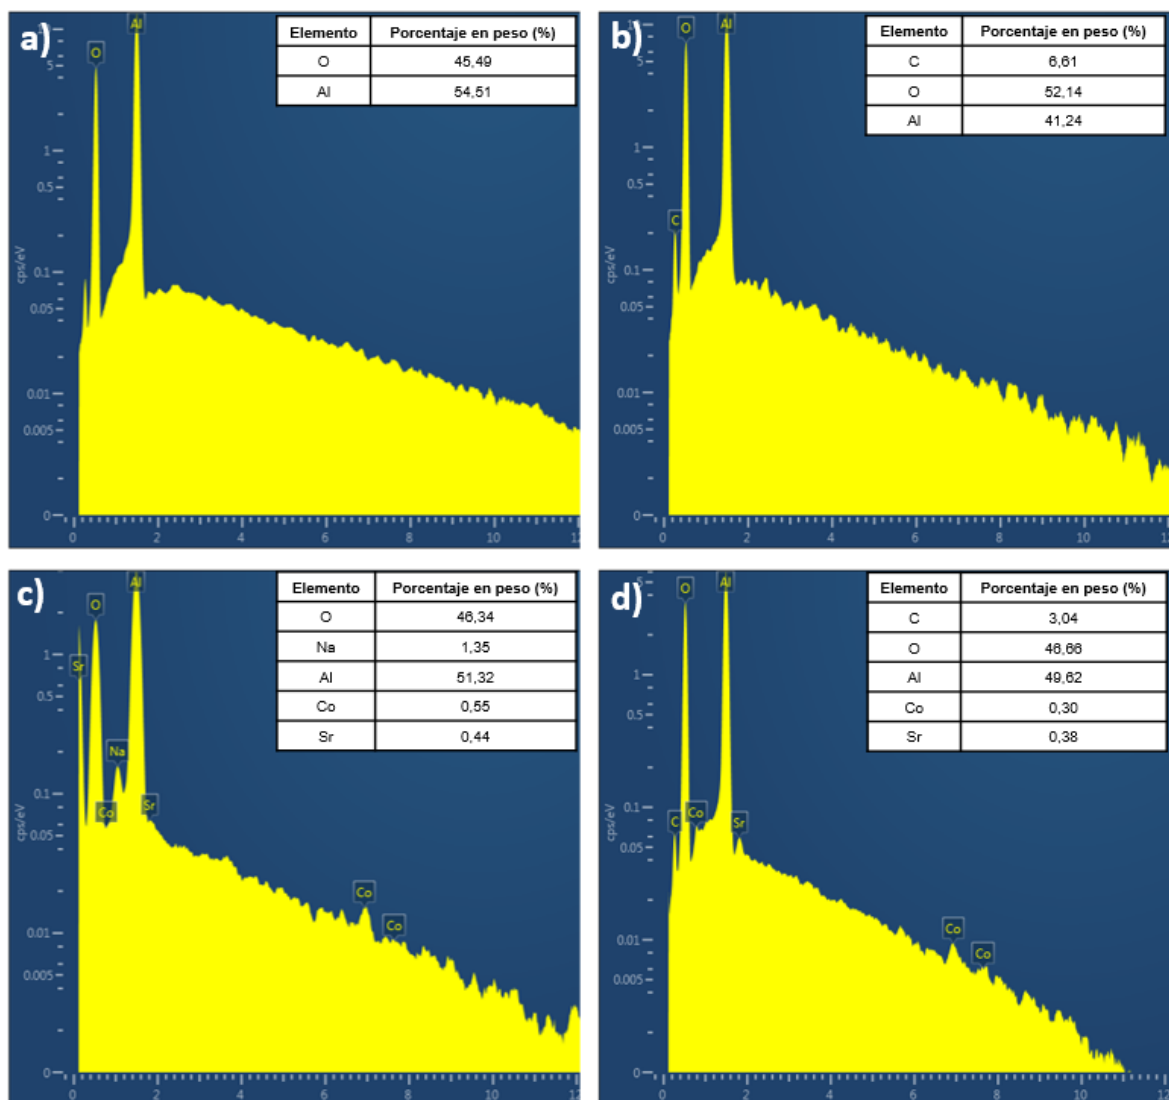 a)
Elemento Porcentaje en peso (%)
O 45,49
Al 54,51
O
Al
5
1
0.5
0.1
0.05
0.01
0.005
0
cps/eV
0 2 4 6 8 10 12
b)
Elemento Porcentaje en peso (%)
C 6,61
O 52,14
Al 41,24
C
O
Al
5
1
0.5
0.1
0.05
0.01
0.005
0
cps/eV
0 2 4 6 8 10
c)
Elemento Porcentaje en peso (%)
O 46,34
Na 1,35
Al 51,32
Co 0,55
Sr 0,44
Sr
O
Co
Na
Al
Sr
Co
Co
1
0.5
0.1
0.05
0.01
0.005
0
cps/eV
0 2 4 6 8 10 12
d)
Elemento Porcentaje en peso (%)
C 3,04
O 46,66
Al 49,62
Co 0,30
Sr 0,38
C
O
Co
Al
Sr
Co
Co
5
1
0.5
0.1
0.05
0.01
0.005
0
cps/eV
0 2 4 6 8 10